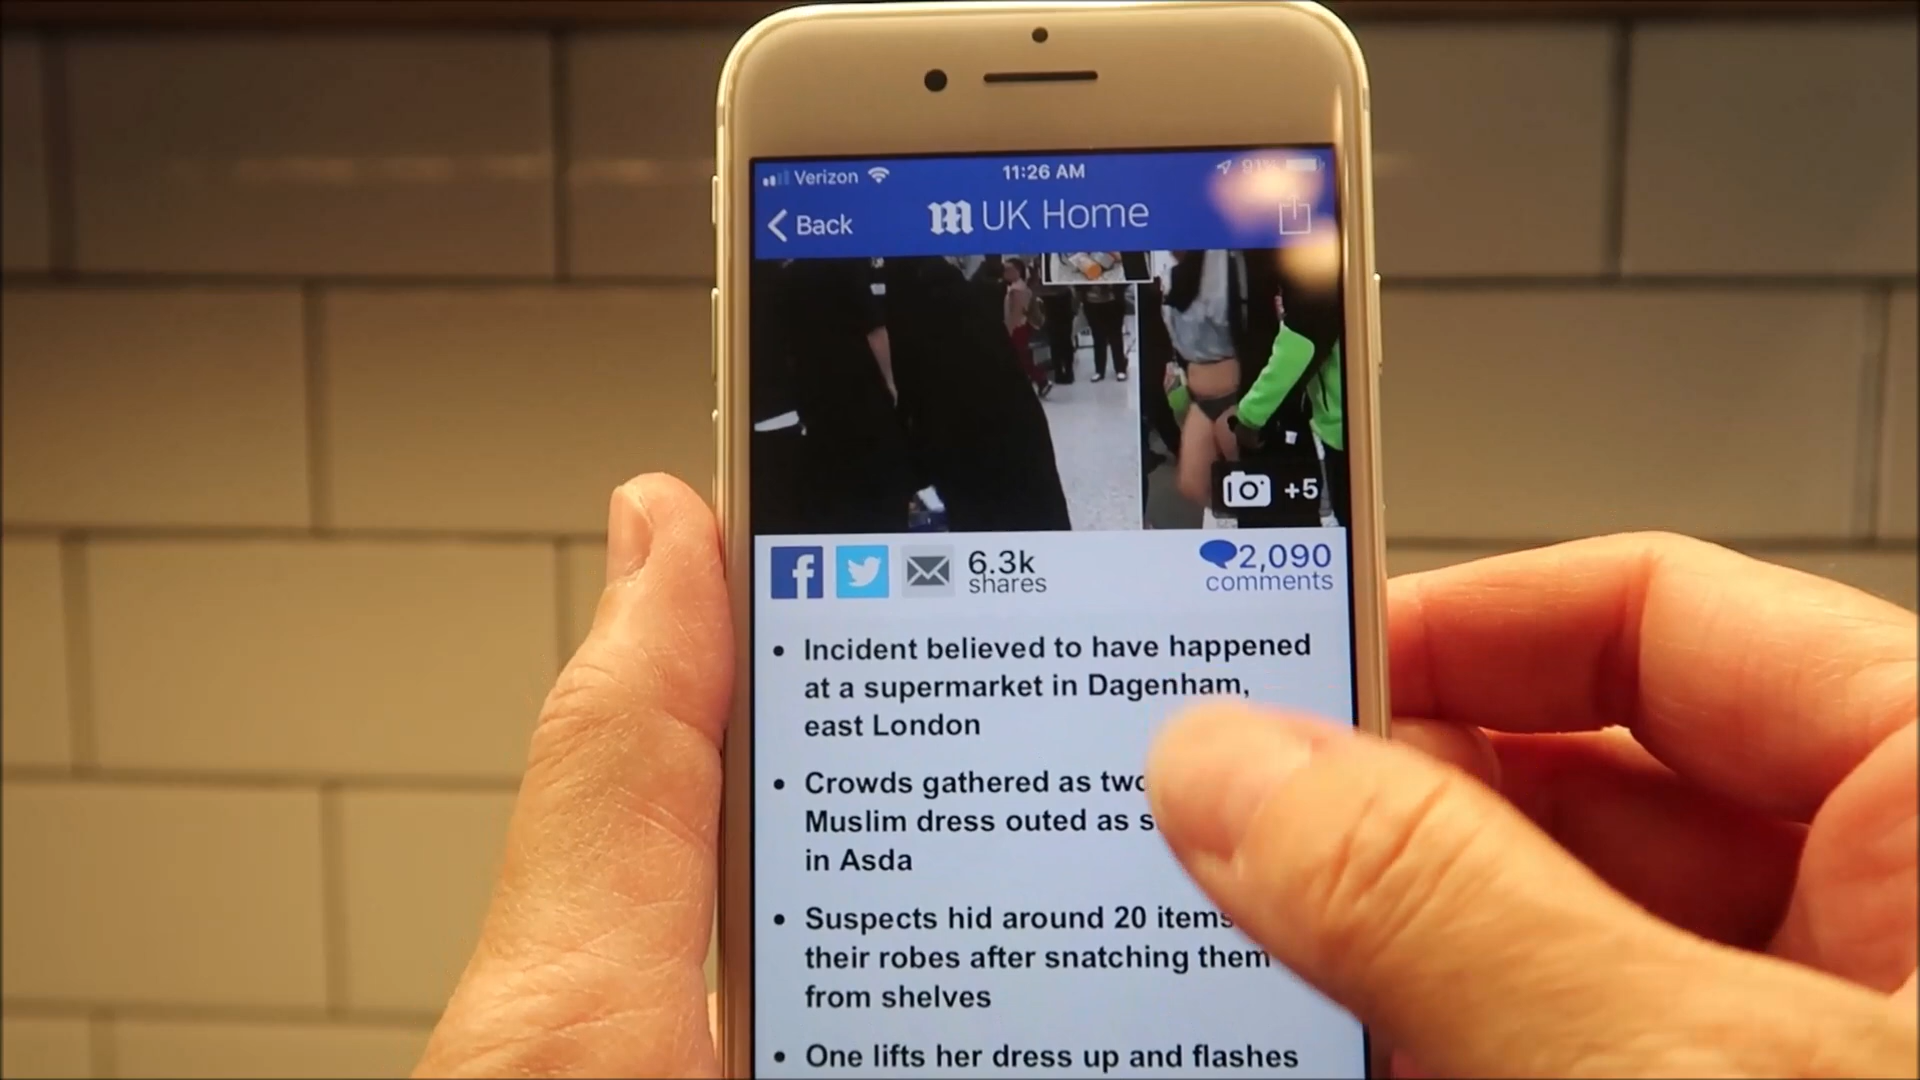 Verizon 11:26 AM 91%
Back m UK Home
+5
f 6.3k 2,090
shares comments
• Incident believed to have happened
at a supermarket in Dagenham,
east London
• Crowds gathered as two
Muslim dress outed as
in Asda
• Suspects hid around 20 items
their robes after snatching them
from shelves
• One lifts her dress up and flashes